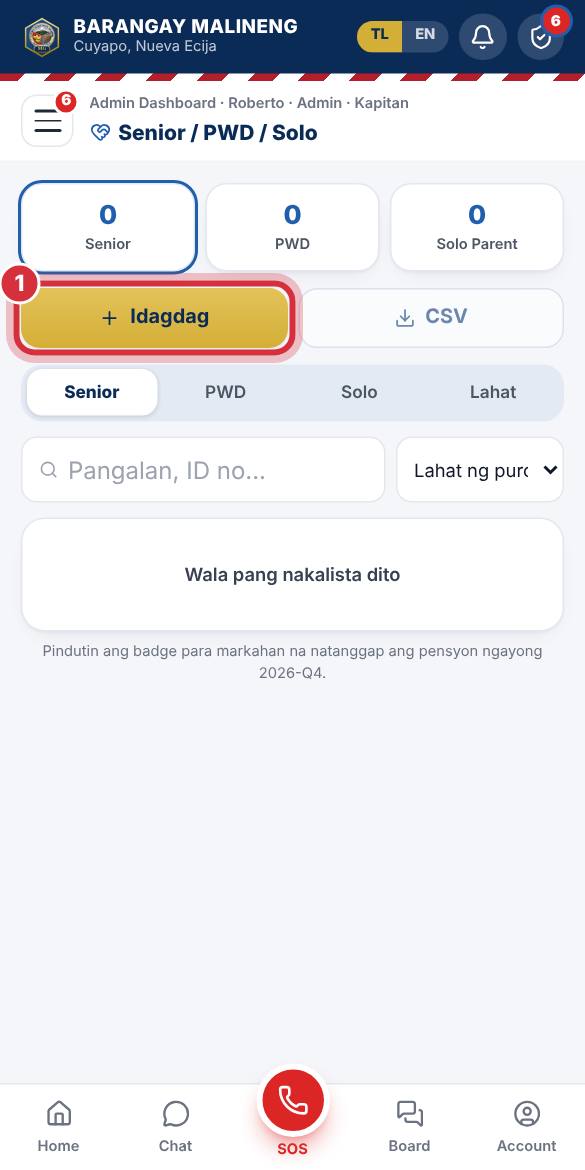 BARANGAY MALINENG
Cuyapo, Nueva Ecija
TL EN
6
6
Admin Dashboard · Roberto · Admin · Kapitan
Senior / PWD / Solo
0
Senior
0
PWD
0
Solo Parent
1
+ Idagdag
CSV
Senior PWD Solo Lahat
Pangalan, ID no...
Lahat ng purc
Wala pang nakalista dito
Pindutin ang badge para markahan na natanggap ang pensyon ngayong
2026-Q4.
Home Chat SOS Board Account